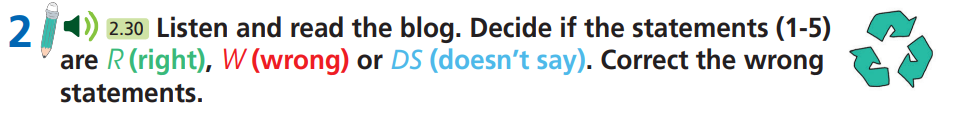 2 2.30 Listen and read the blog. Decide if the statements (1-5)
are R (right), W (wrong) or DS (doesn't say). Correct the wrong
statements.